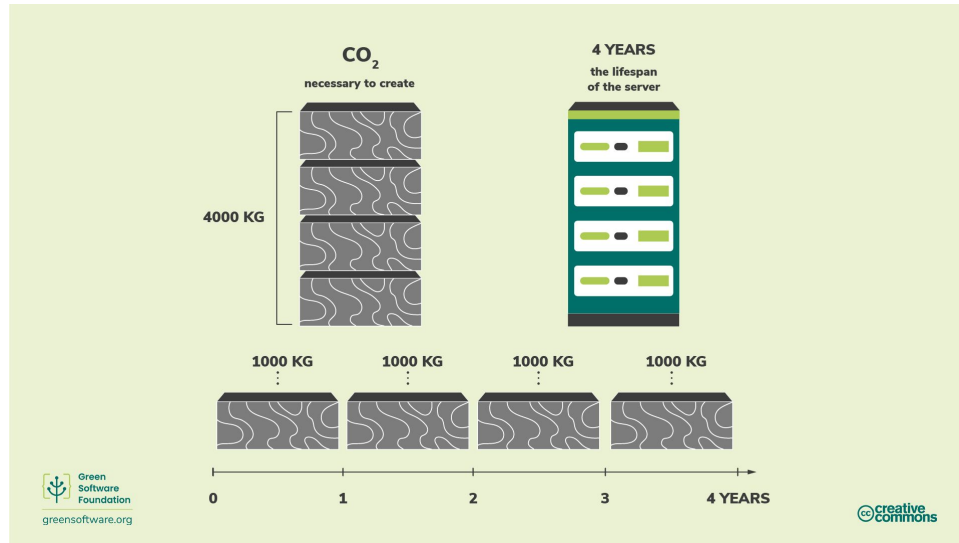 CO₂
necessary to create
4 YEARS
the lifespan
of the server
4000 KG
1000 KG
1000 KG
1000 KG
1000 KG
0
1
2
3
4 YEARS
Green
Software
Foundation
greensoftware.org
cc creative
commons